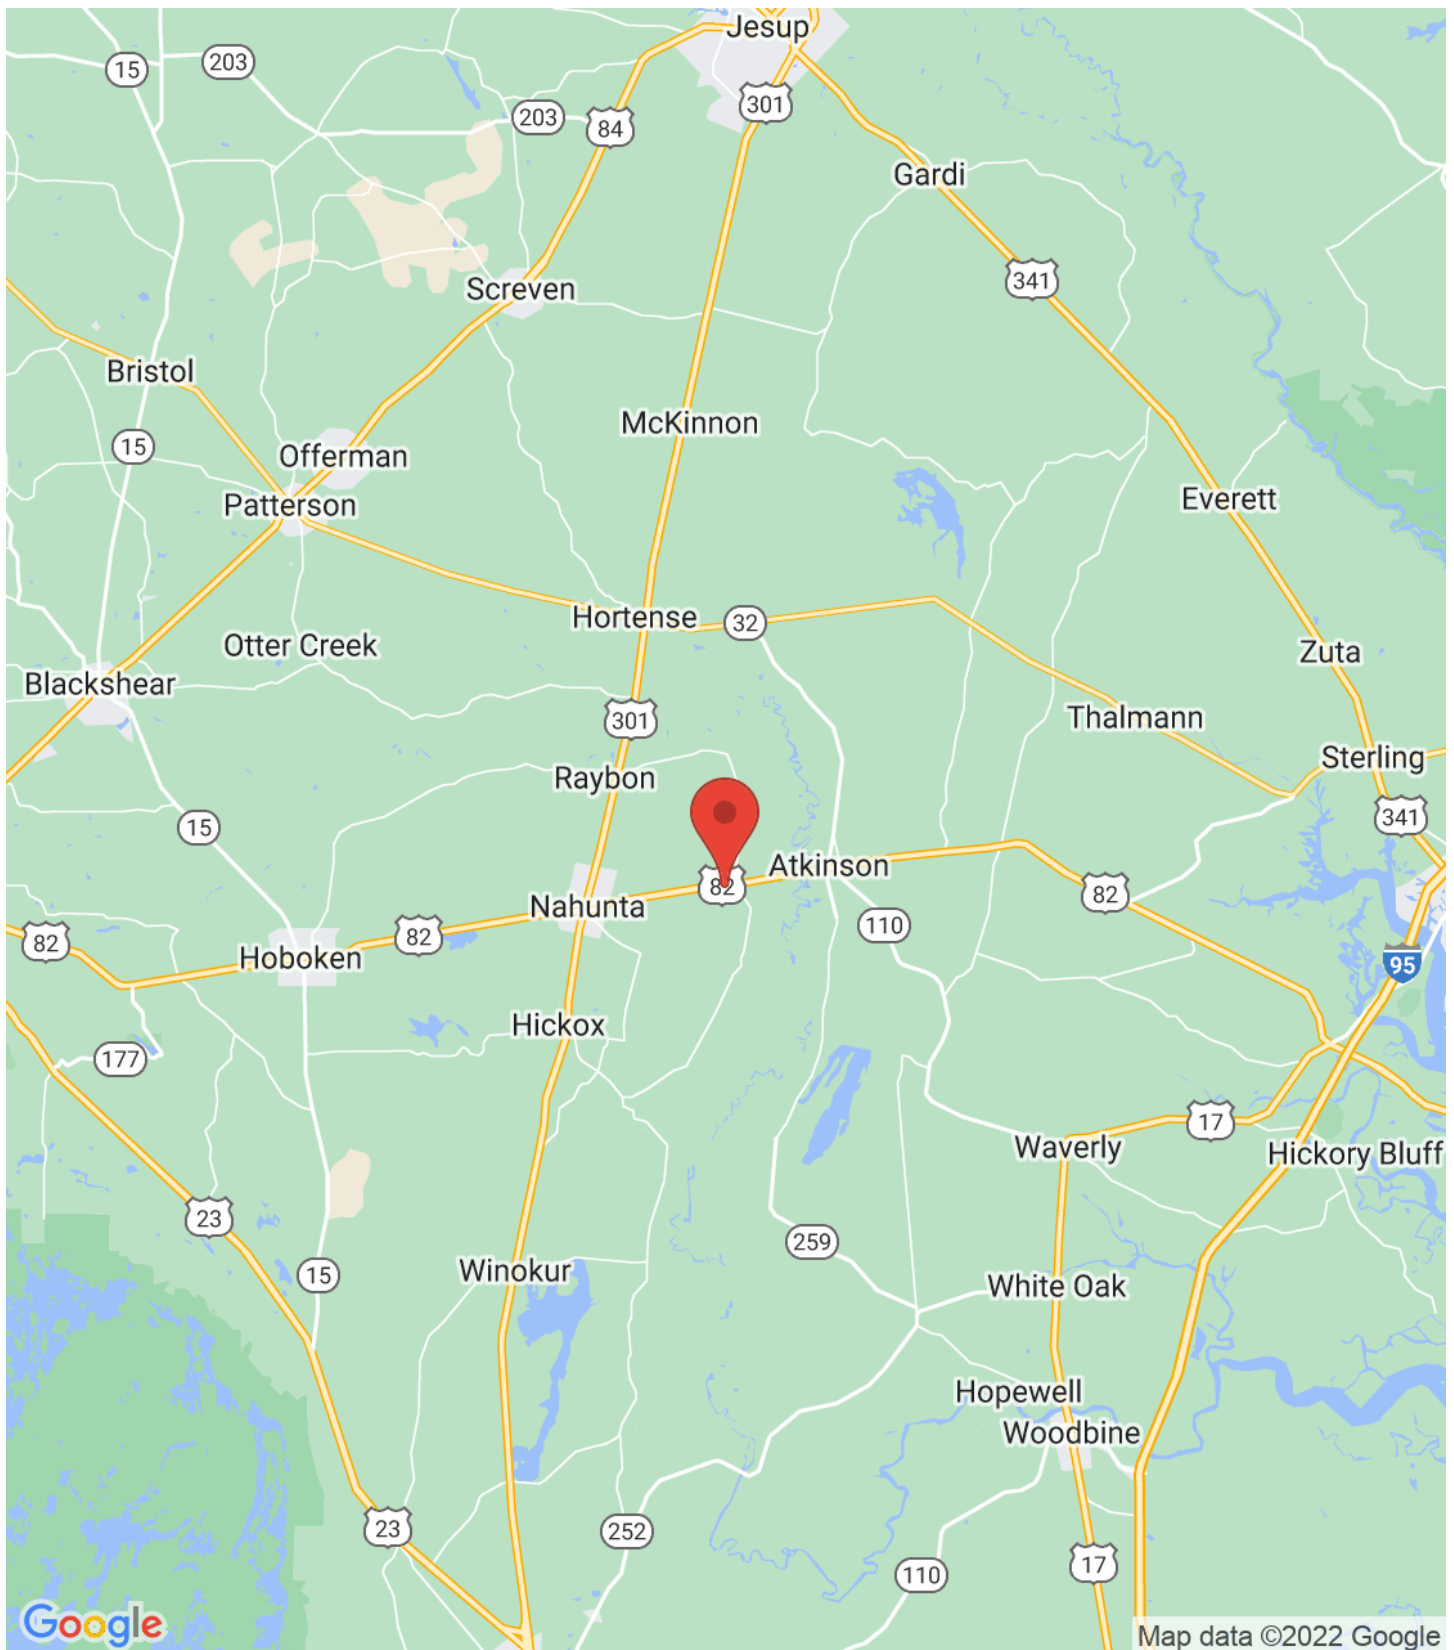 Jesup
15
203
301
203
84
Gardi
341
Screven
Bristol
McKinnon
15
Offerman
Patterson
Everett
Hortense
32
Otter Creek
Zuta
Blackshear
Thalmann
301
Sterling
Raybon
341
15
Atkinson
82
82
Nahunta
110
82
82
Hoboken
95
Hickox
177
17
Waverly
Hickory Bluff
23
259
15
Winokur
White Oak
Hopewell
Woodbine
23
252
17
110
Google
Map data ©2022 Google